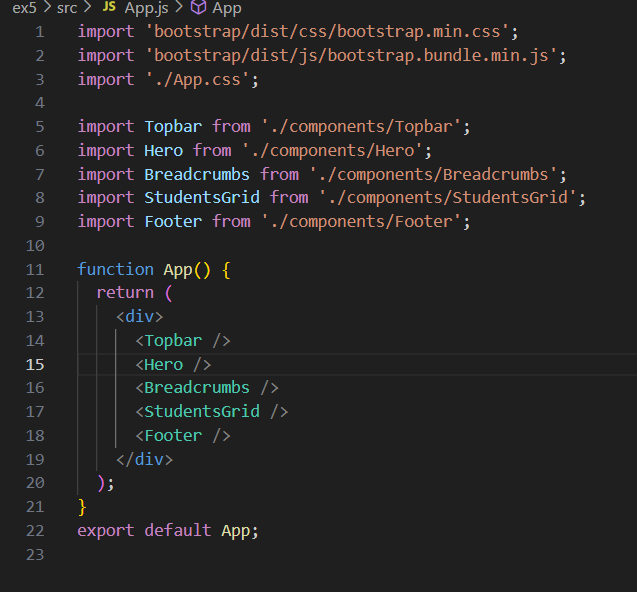 ex5 > src > JS App.js > App
1 import 'bootstrap/dist/css/bootstrap.min.css';
2 import 'bootstrap/dist/js/bootstrap.bundle.min.js';
3 import './App.css';
4
5 import Topbar from './components/Topbar';
6 import Hero from './components/Hero';
7 import Breadcrumbs from './components/Breadcrumbs';
8 import StudentsGrid from './components/StudentsGrid';
9 import Footer from './components/Footer';
10
11 function App() {
12   return (
13     <div>
14       <Topbar />
15       <Hero />
16       <Breadcrumbs />
17       <StudentsGrid />
18       <Footer />
19     </div>
20   );
21 }
22 export default App;
23